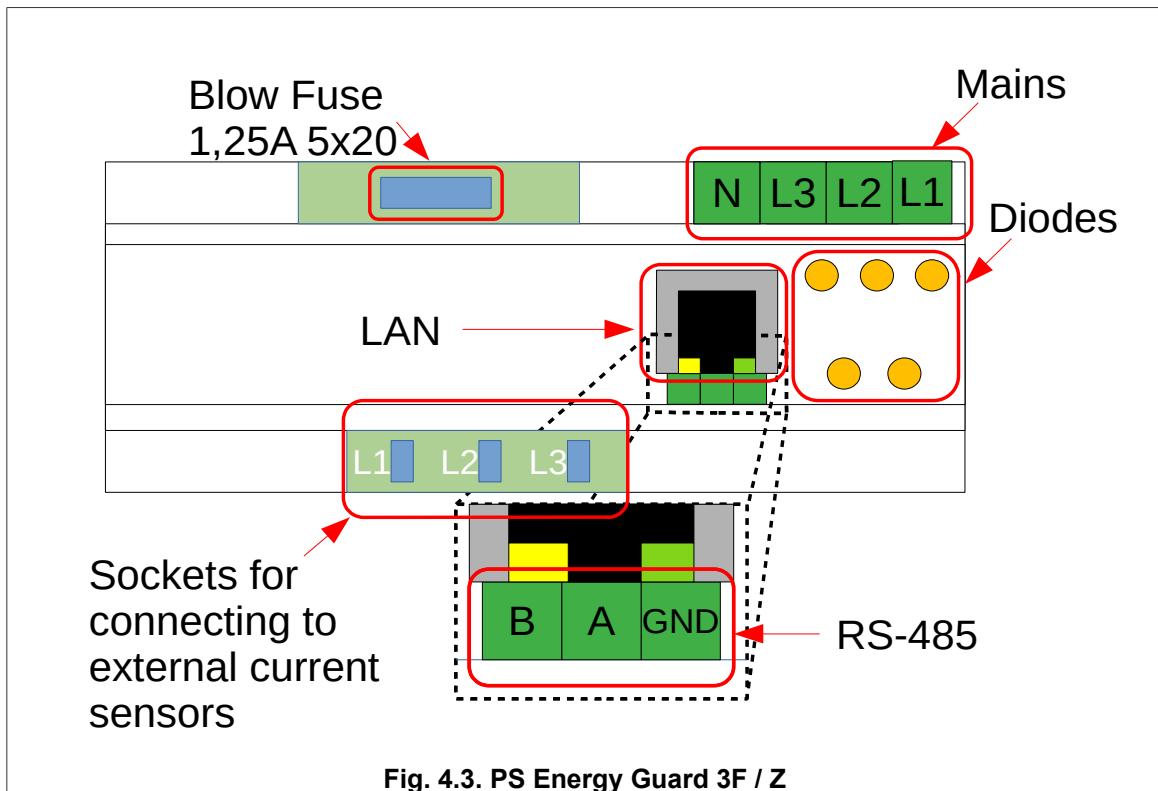 Blow Fuse
1,25A 5x20
Mains
N L3 L2 L1
Diodes
LAN
L1 L2 L3
Sockets for
connecting to
external current
sensors
B A GND
RS-485
Fig. 4.3. PS Energy Guard 3F / Z